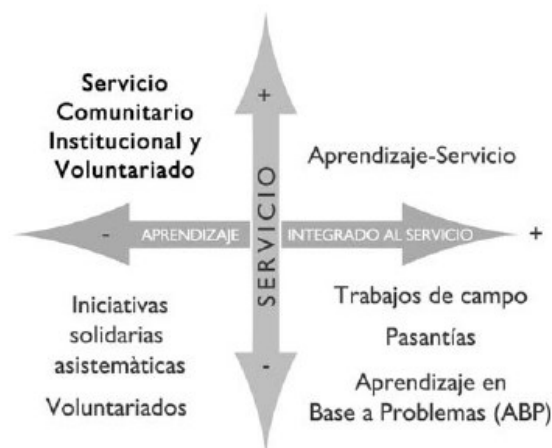 Servicio
Comunitario
Institucional y
Voluntariado
+
Aprendizaje-Servicio
SERVICIO
- APRENDIZAJE INTEGRADO AL SERVICIO +
Iniciativas
solidarias
asistemàticas
Voluntariados
-
Trabajos de campo
Pasantías
Aprendizaje en
Base a Problemas (ABP)